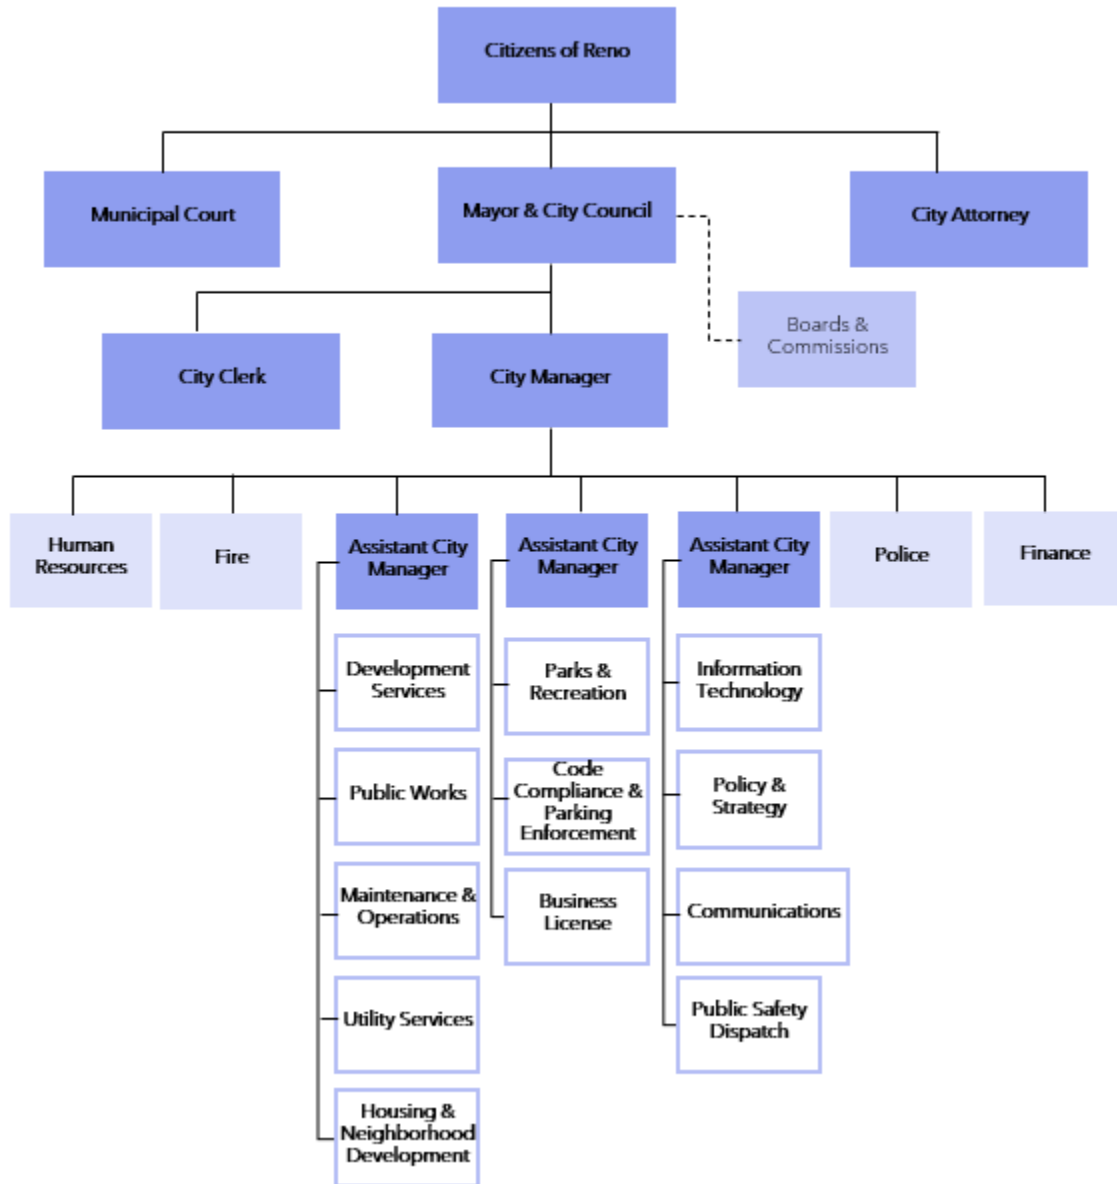 Citizens of Reno
Municipal Court
Mayor & City Council
City Attorney
Boards &
Commissions
City Clerk
City Manager
Human
Resources
Fire
Assistant City
Manager
Assistant City
Manager
Assistant City
Manager
Police
Finance
Development
Services
Public Works
Maintenance &
Operations
Utility Services
Housing &
Neighborhood
Development
Parks &
Recreation
Code
Compliance &
Parking
Enforcement
Business
License
Information
Technology
Policy &
Strategy
Communications
Public Safety
Dispatch